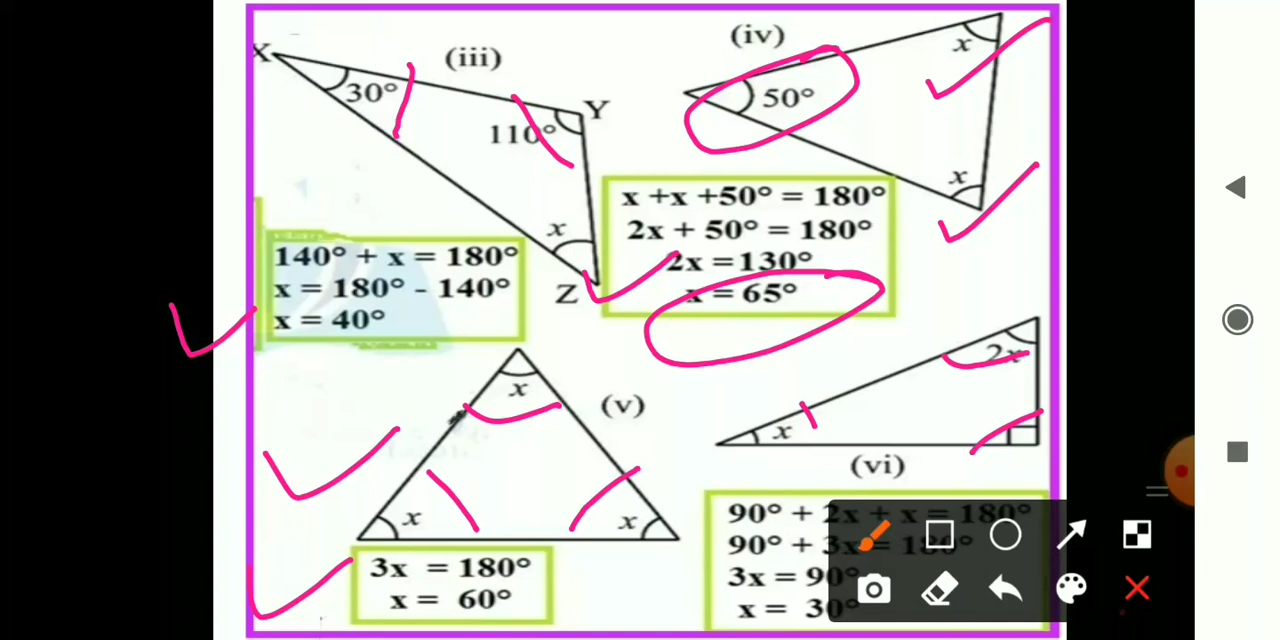 (iii)
X
30°
Y
110°
x
Z
140° + x = 180°
x = 180° - 140°
x = 40°
(iv)
x
50°
x
x +x +50° = 180°
2x + 50° = 180°
2x =130°
x = 65°
(v)
x
x
x
3x = 180°
x = 60°
2x
x
(vi)
90° + 2x + x = 180°
90° + 3x = 180°
3x = 90°
x = 30°